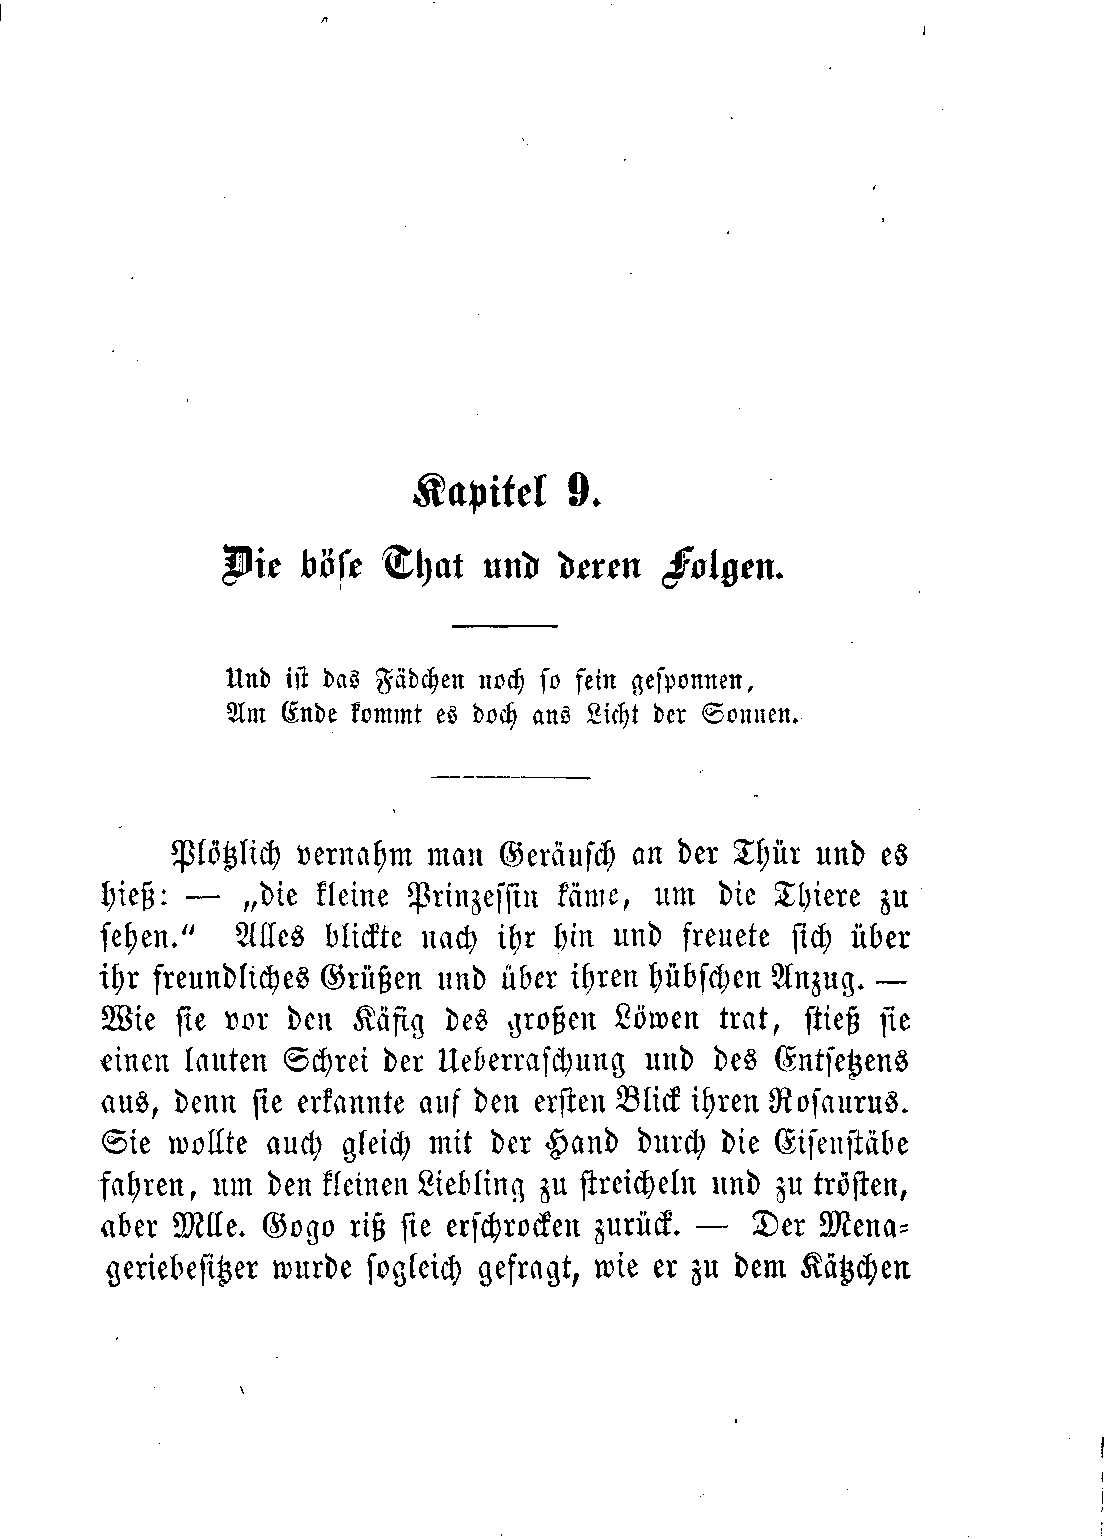 Kapitel 9.
Die böse That und deren Folgen.
Und ist das Fädchen noch so fein gesponnen,
Am Ende kommt es doch ans Licht der Sonnen.
Plötzlich vernahm man Geräusch an der Thür und es
hieß: — „die kleine Prinzessin käme, um die Thiere zu
sehen.“ Alles blickte nach ihr hin und freuete sich über
ihr freundliches Grüßen und über ihren hübschen Anzug. —
Wie sie vor den Käfig des großen Löwen trat, stieß sie
einen lauten Schrei der Ueberraschung und des Entsetzens
aus, denn sie erkannte auf den ersten Blick ihren Rosaurus.
Sie wollte auch gleich mit der Hand durch die Eisenstäbe
fahren, um den kleinen Liebling zu streicheln und zu trösten,
aber Mlle. Gogo riß sie erschrocken zurück. — Der Mena-
geriebesitzer wurde sogleich gefragt, wie er zu dem Kätzchen